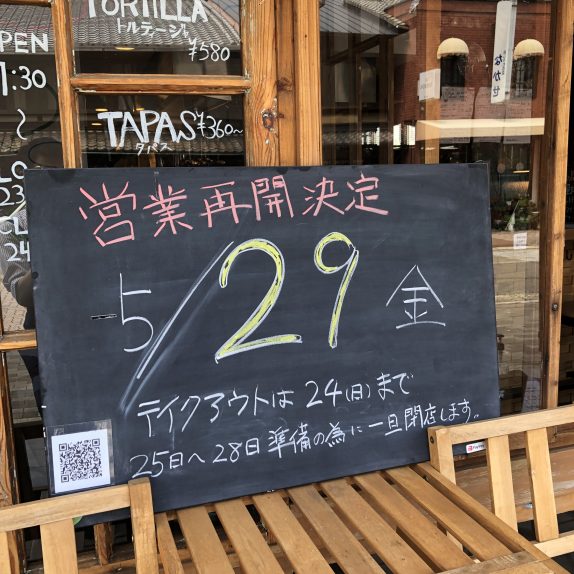 TORTILLA
トルティージャ
¥580
TAPAS ¥360~
タパス
営業再開決定
5/29 金
テイクアウトは24(日)まで
25日へ28日準備の為に一旦閉店します。